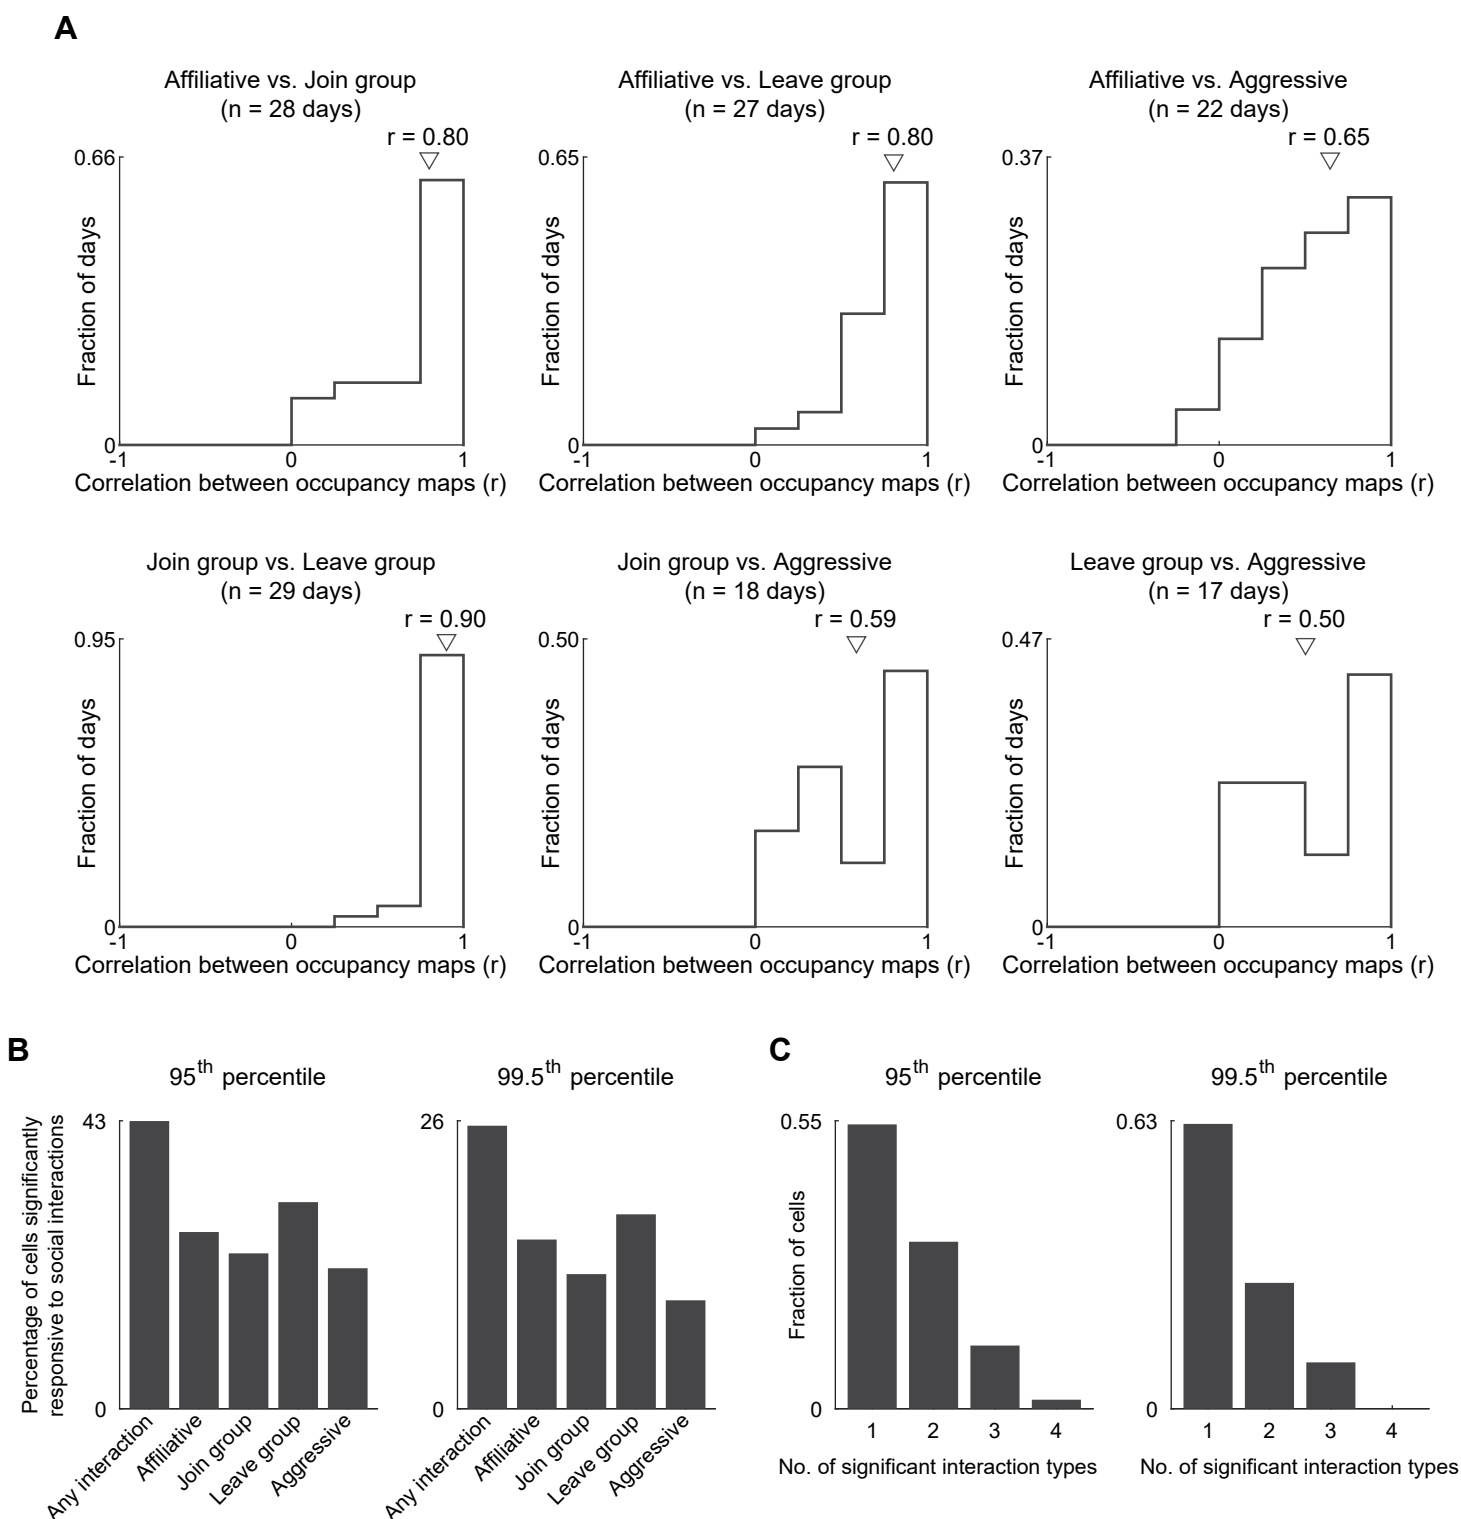 A
Affiliative vs. Join group
(n = 28 days)
r = 0.80
0.66
Fraction of days
0
-1
0
1
Correlation between occupancy maps (r)
Affiliative vs. Leave group
(n = 27 days)
r = 0.80
0.65
Fraction of days
0
-1
0
1
Correlation between occupancy maps (r)
Affiliative vs. Aggressive
(n = 22 days)
r = 0.65
0.37
Fraction of days
0
-1
0
1
Correlation between occupancy maps (r)
Join group vs. Leave group
(n = 29 days)
r = 0.90
0.95
Fraction of days
0
-1
0
1
Correlation between occupancy maps (r)
Join group vs. Aggressive
(n = 18 days)
r = 0.59
0.50
Fraction of days
0
-1
0
1
Correlation between occupancy maps (r)
Leave group vs. Aggressive
(n = 17 days)
r = 0.50
0.47
Fraction of days
0
-1
0
1
Correlation between occupancy maps (r)
B
95th percentile
Percentage of cells significantly
responsive to social interactions
43
0
Any interaction
Affiliative
Join group
Leave group
Aggressive
99.5th percentile
26
0
Any interaction
Affiliative
Join group
Leave group
Aggressive
C
95th percentile
Fraction of cells
0.55
0
1 2 3 4
No. of significant interaction types
99.5th percentile
0.63
0
1 2 3 4
No. of significant interaction types